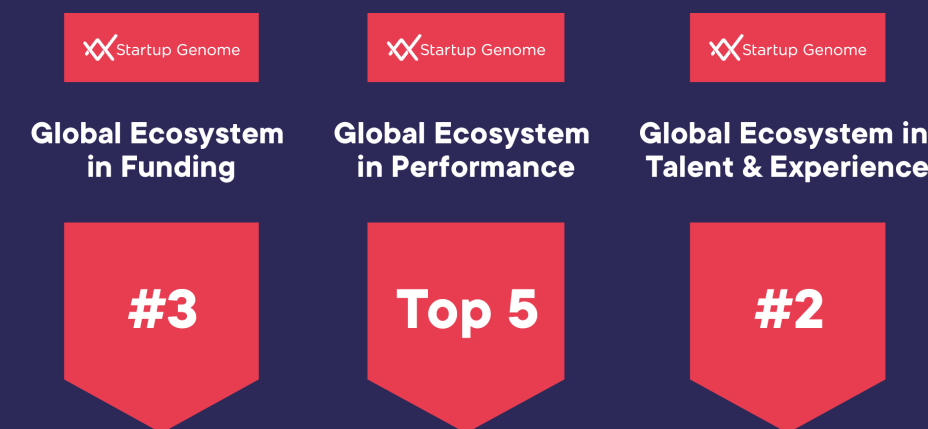 Startup Genome
Global Ecosystem
in Funding
#3
Startup Genome
Global Ecosystem
in Performance
Top 5
Startup Genome
Global Ecosystem in
Talent & Experience
#2